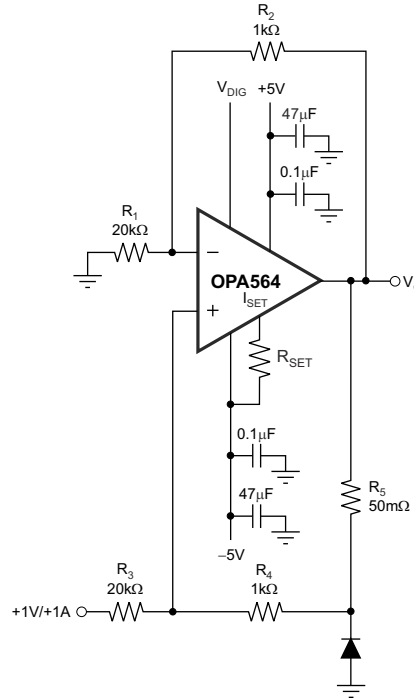 R2
1kΩ
VDIG
+5V
47μF
0.1μF
R1
20kΩ
−
OPA564
ISET
+
V
RSET
0.1μF
47μF
R5
50mΩ
−5V
R3
20kΩ
R4
1kΩ
+1V/+1A